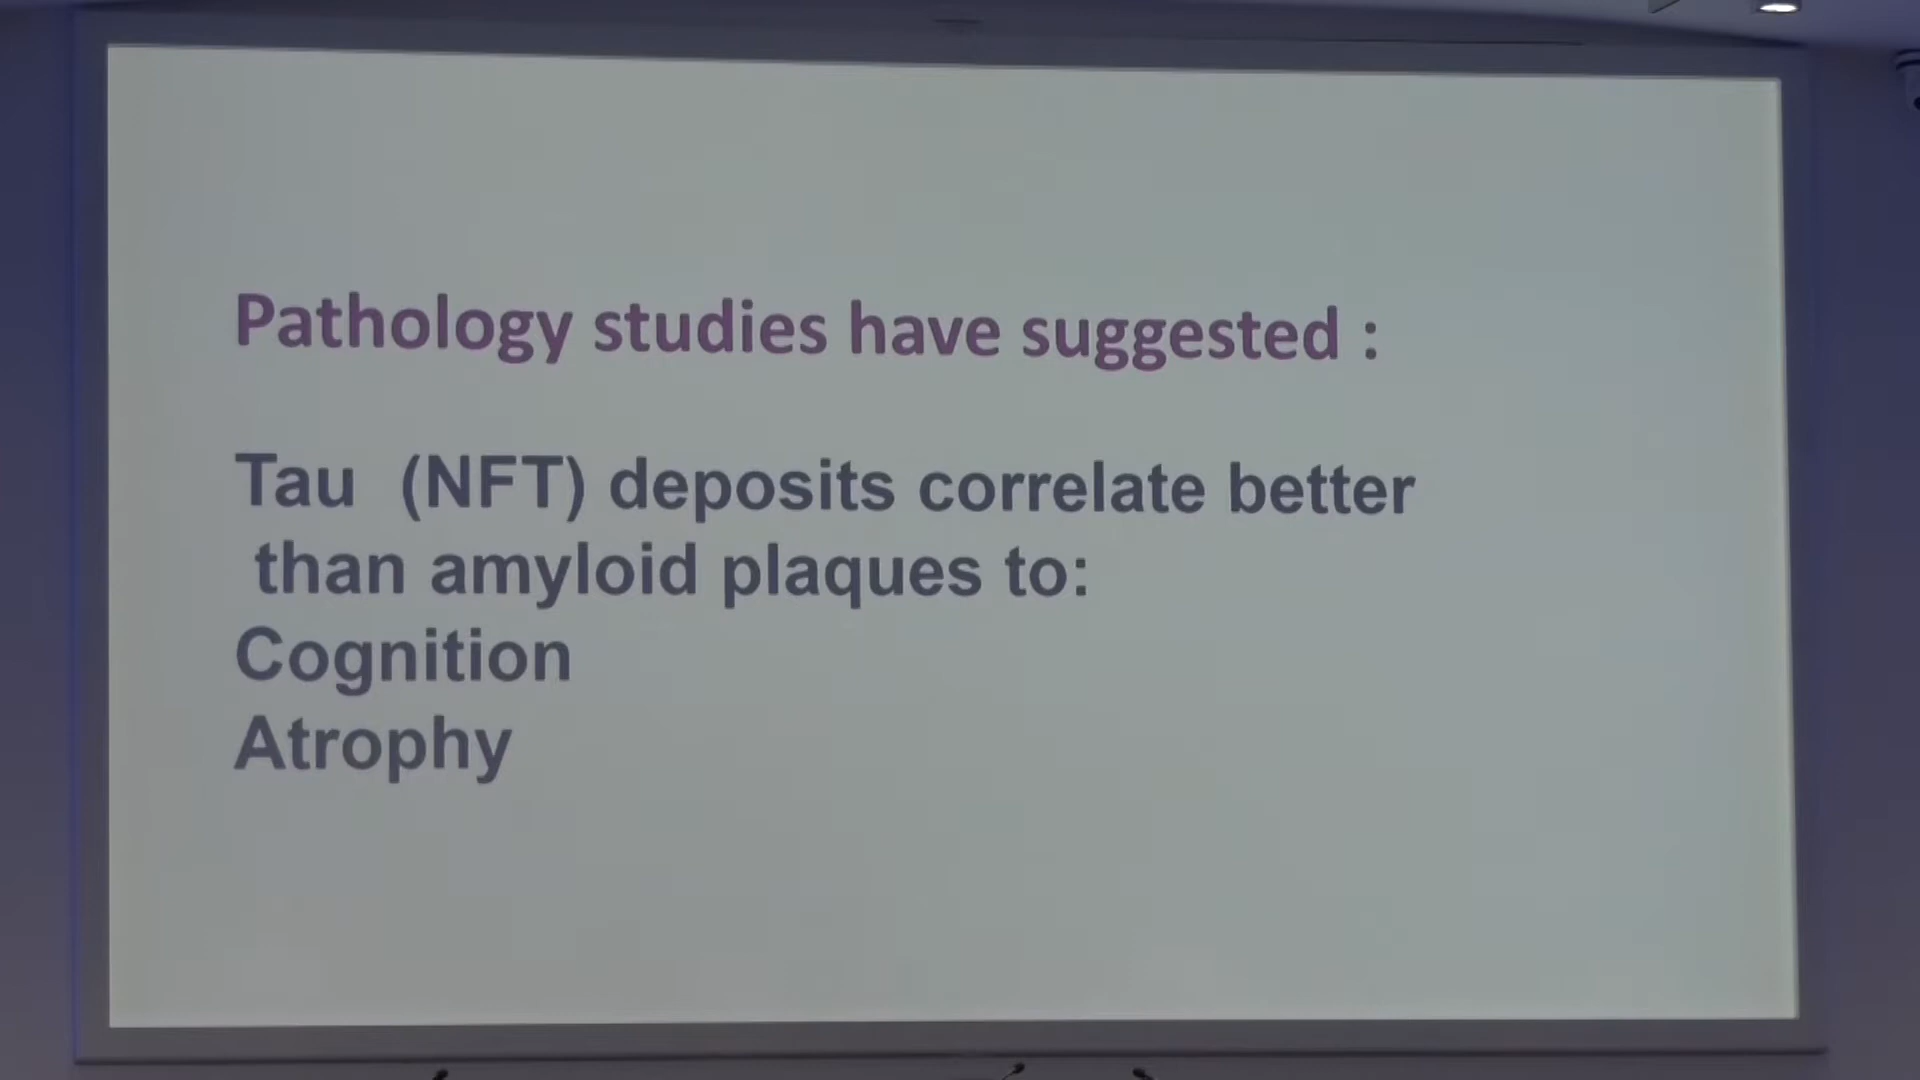 Pathology studies have suggested :
Tau (NFT) deposits correlate better
than amyloid plaques to:
Cognition
Atrophy